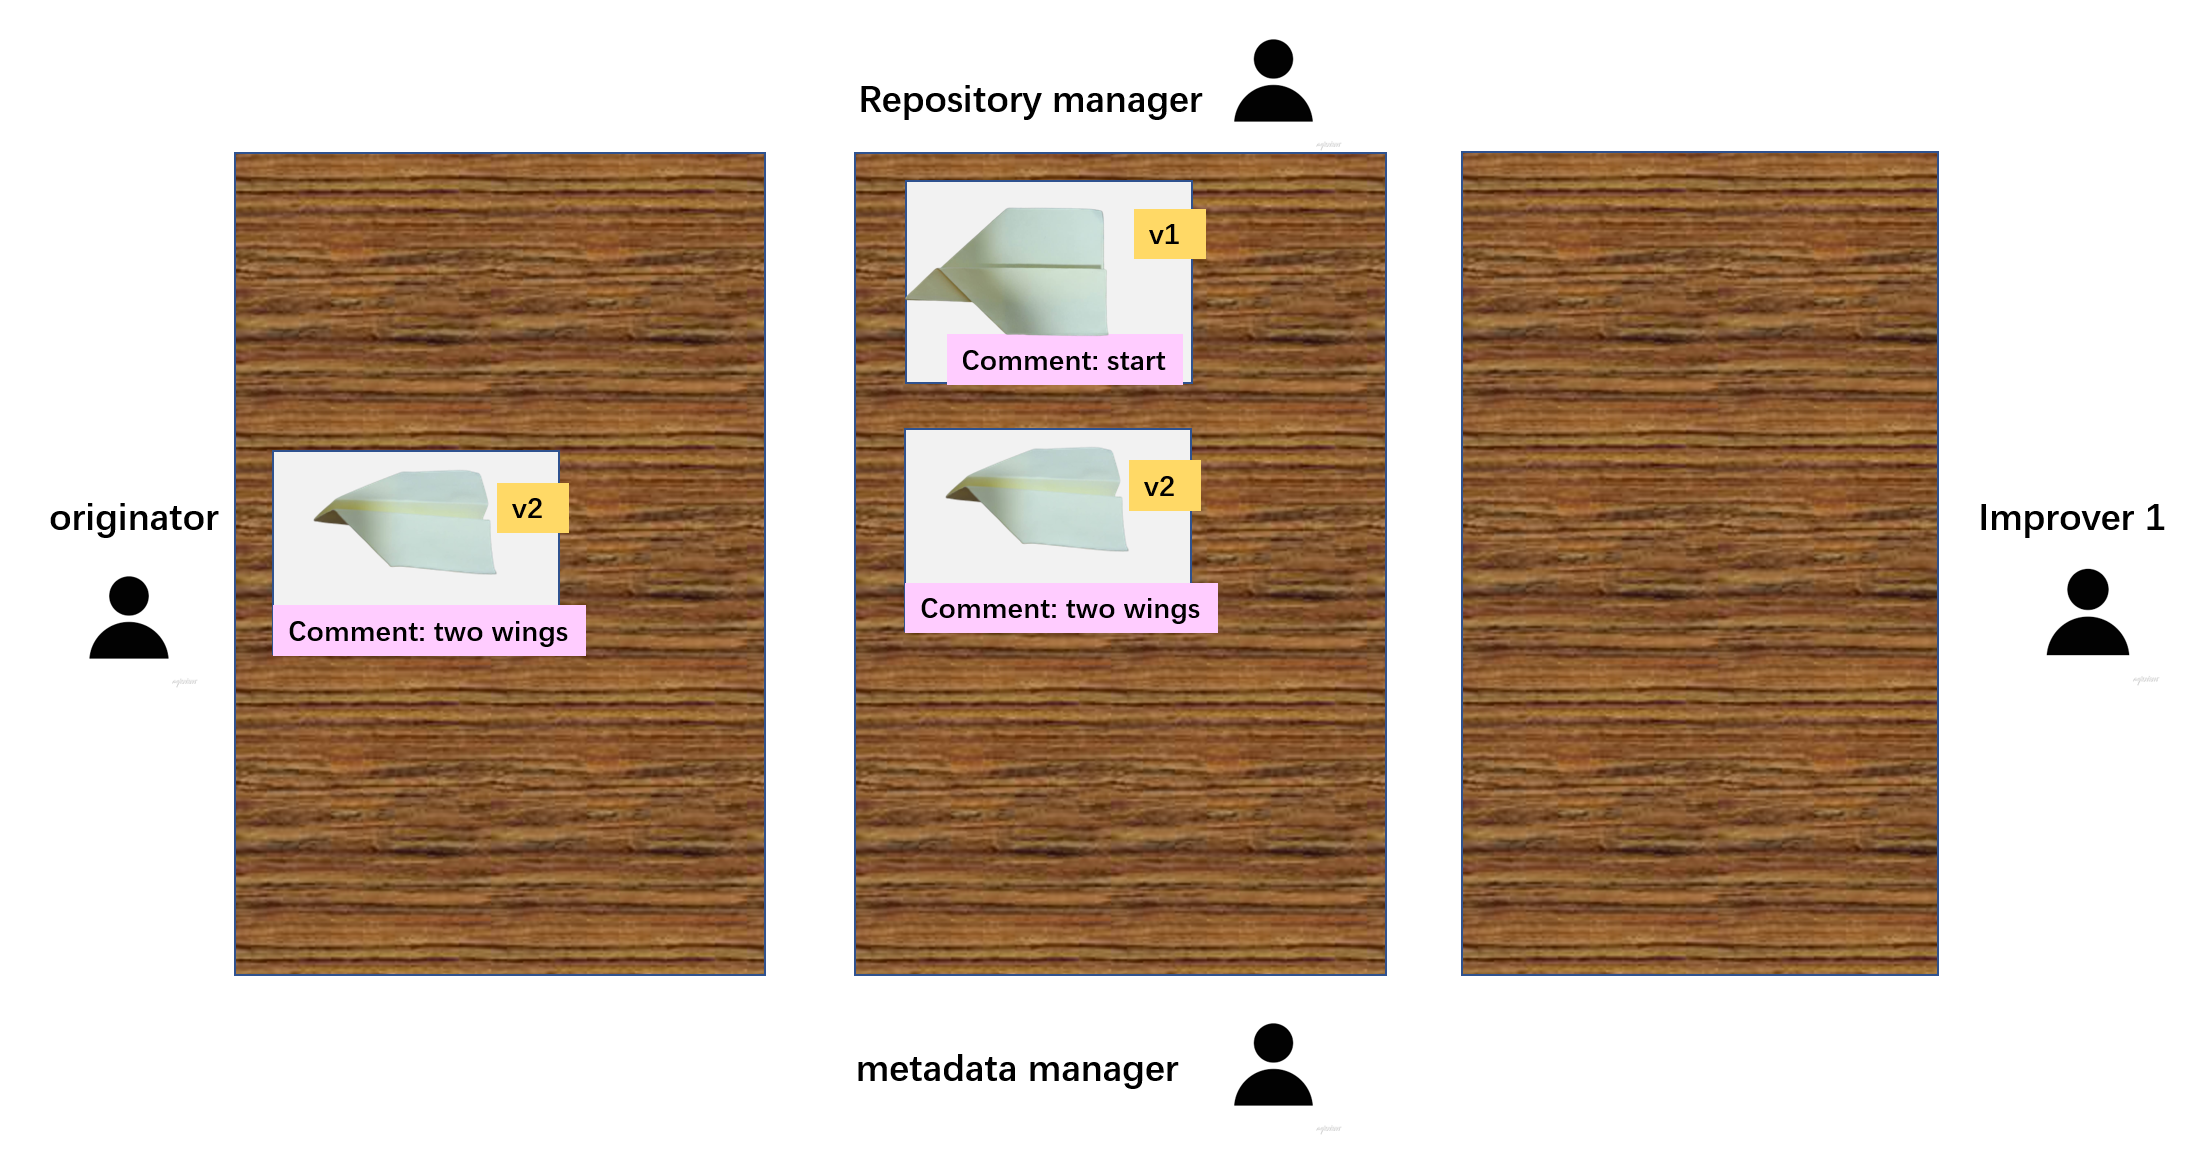 Repository manager
v1
Comment: start
originator
v2
Comment: two wings
v2
Comment: two wings
Improver 1
metadata manager